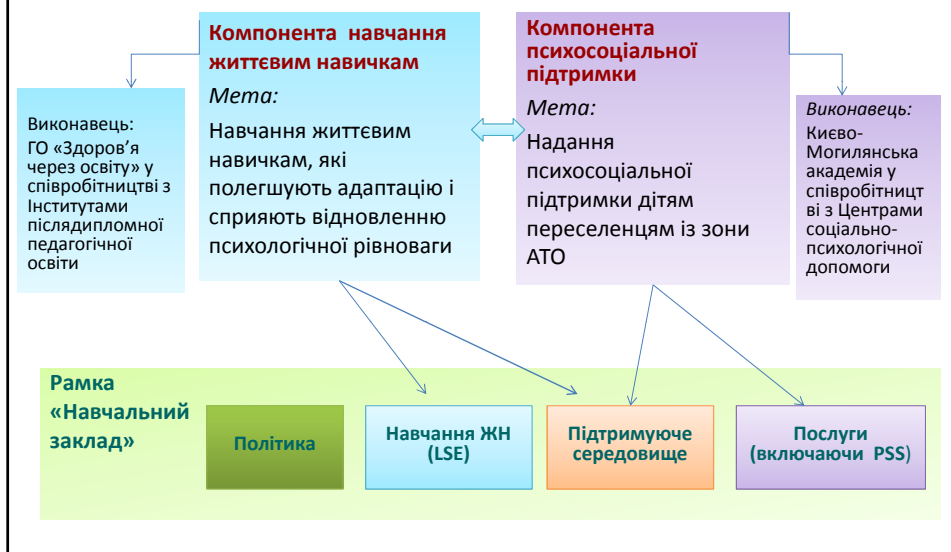 Компонента навчання
життєвим навичкам
Мета:
Навчання життєвим
навичкам, які
полегшують адаптацію і
сприяють відновленню
психологічної рівноваги
Компонента
психосоціальної
підтримки
Мета:
Надання
психосоціальної
підтримки дітям
переселенцям із зони
АТО
Виконавець:
ГО «Здоров’я
через освіту» у
співробітництві з
Інститутами
післядипломної
педагогічної
освіти
Виконавець:
Києво-
Могилянська
академія у
співробітницт
ві з Центрами
соціально-
психологічної
допомоги
Рамка
«Навчальний
заклад»
Політика
Навчання ЖН
(LSE)
Підтримуюче
середовище
Послуги
(включаючи PSS)